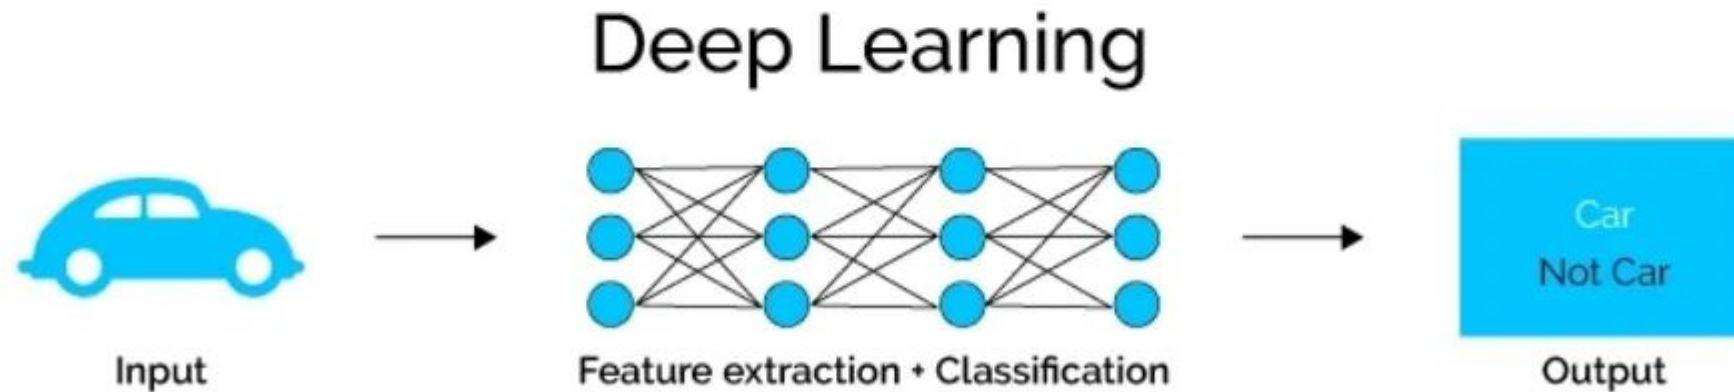 Deep Learning
Car
Not Car
Input
Feature extraction + Classification
Output